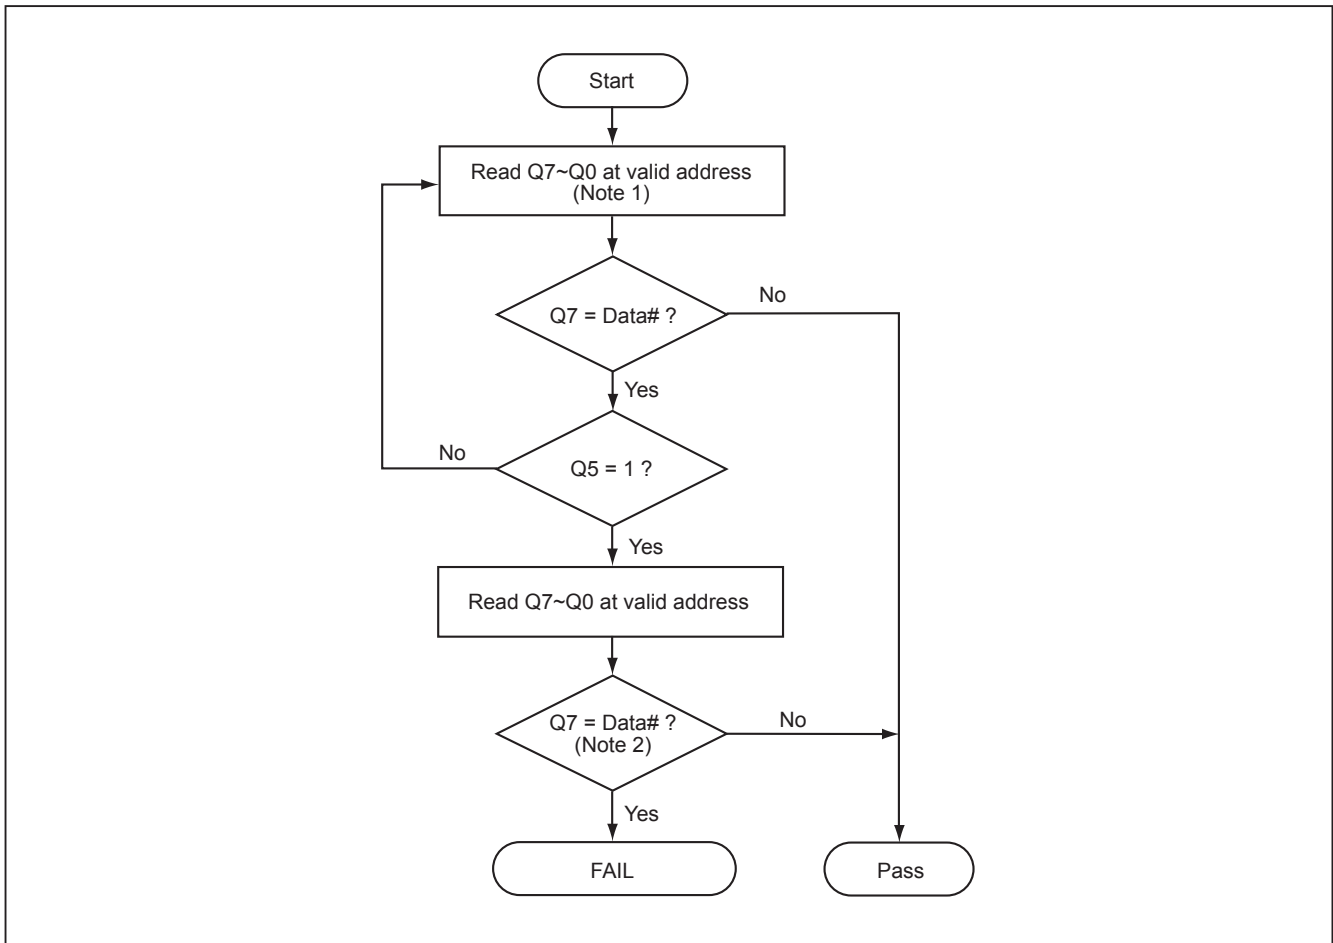 Start
Read Q7~Q0 at valid address
(Note 1)
Q7 = Data# ?
No
Yes
No
Q5 = 1 ?
Yes
Read Q7~Q0 at valid address
Q7 = Data# ?
(Note 2)
No
Yes
FAIL
Pass